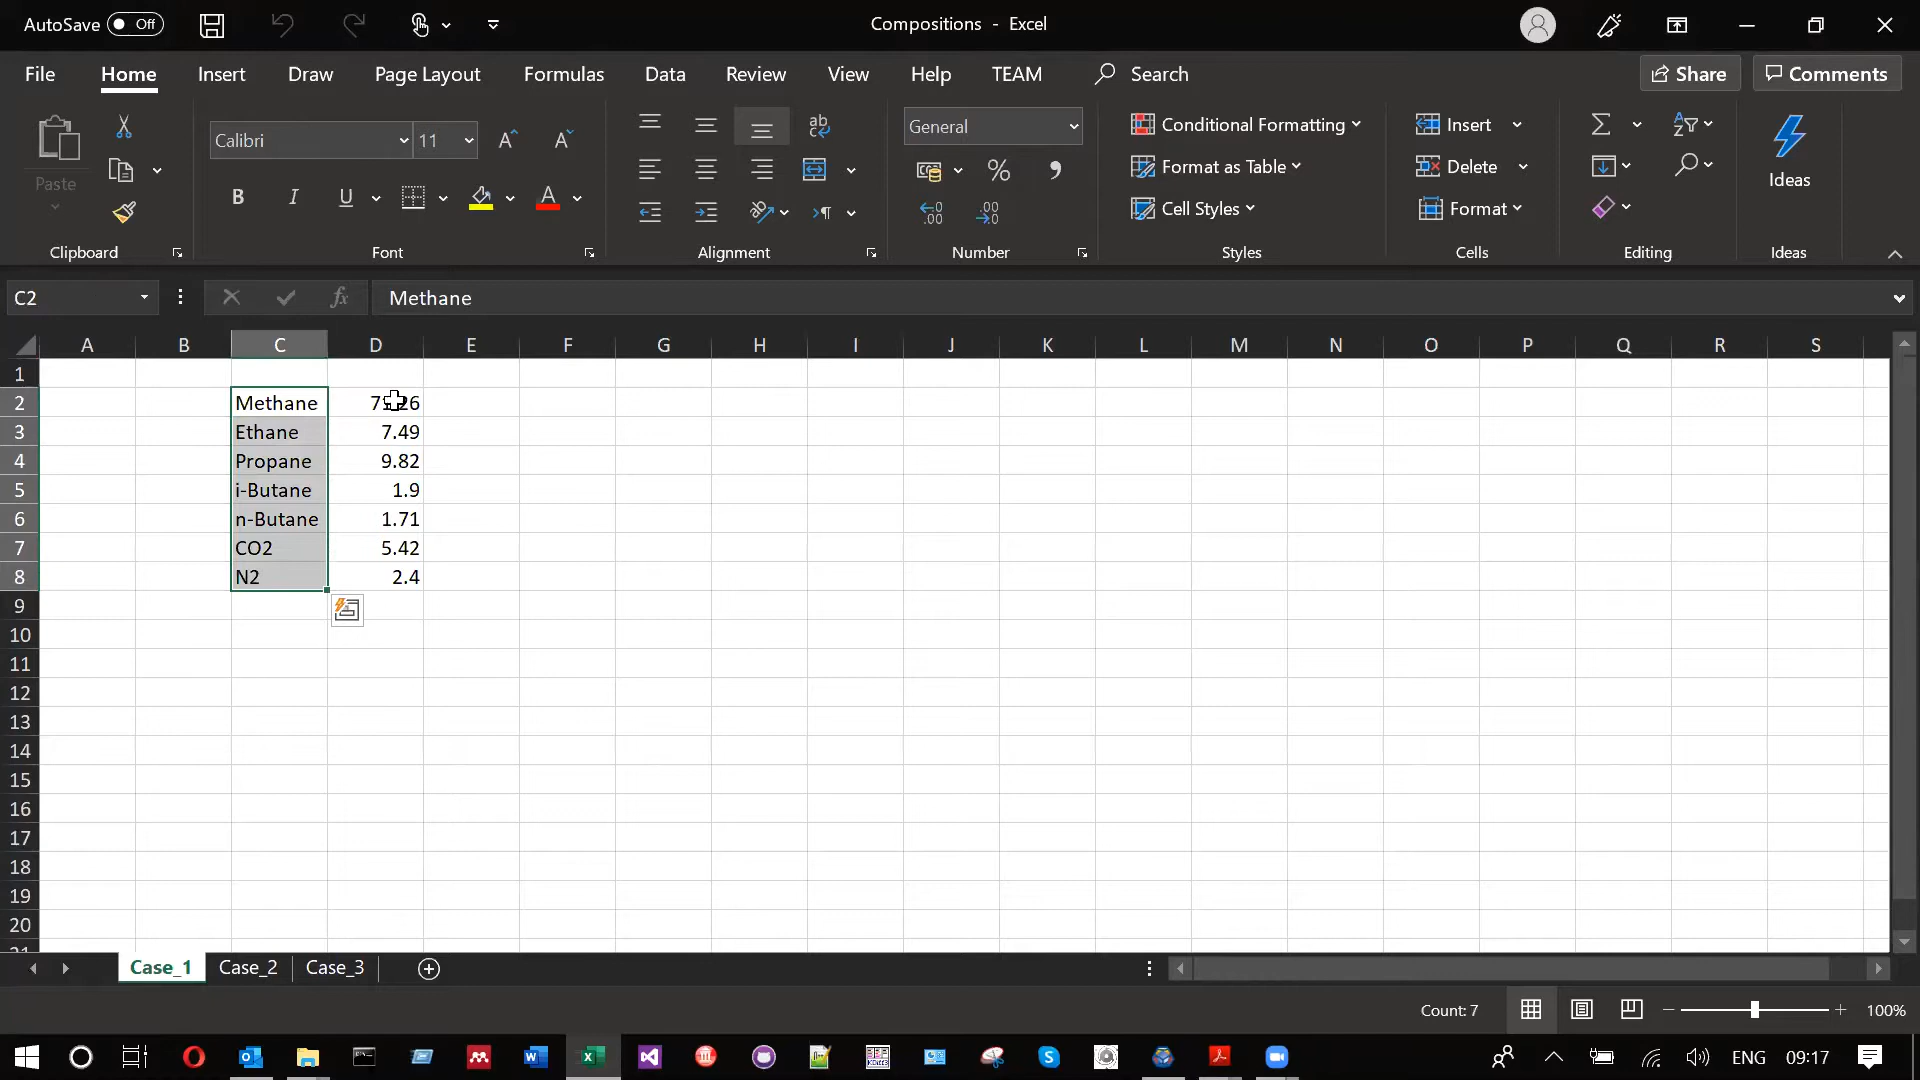 AutoSave Off
Compositions - Excel
File Home Insert Draw Page Layout Formulas Data Review View Help TEAM Search Share Comments
Paste
Calibri 11
B I U A
ab
General
% ,
Conditional Formatting
Format as Table
Cell Styles
Insert
Delete
Format
Ideas
Clipboard Font Alignment Number Styles Cells Editing Ideas
C2 fx Methane
A B C D E F G H I J K L M N O P Q R S
1
2 Methane
3 Ethane 7.49
4 Propane 9.82
5 i-Butane 1.9
6 n-Butane 1.71
7 CO2 5.42
8 N2 2.4
9
10
11
12
13
14
15
16
17
18
19
20
Case_1 Case_2 Case_3
Count: 7 100%
ENG 09:17